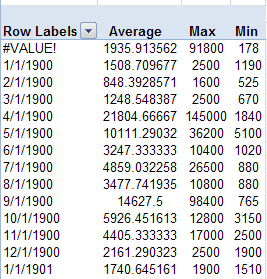 Row Labels Average Max Min
#VALUE! 1935.913562 91800 178
1/1/1900 1508.709677 2500 1190
2/1/1900 848.3928571 1600 525
3/1/1900 1248.548387 2500 670
4/1/1900 21804.66667 145000 1840
5/1/1900 10111.29032 36200 5100
6/1/1900 3247.333333 10400 1020
7/1/1900 4859.032258 26500 880
8/1/1900 3477.741935 10800 880
9/1/1900 14627.5 98400 765
10/1/1900 5926.451613 12800 3150
11/1/1900 4405.333333 17000 2500
12/1/1900 2161.290323 2500 1900
1/1/1901 1740.645161 1900 1510